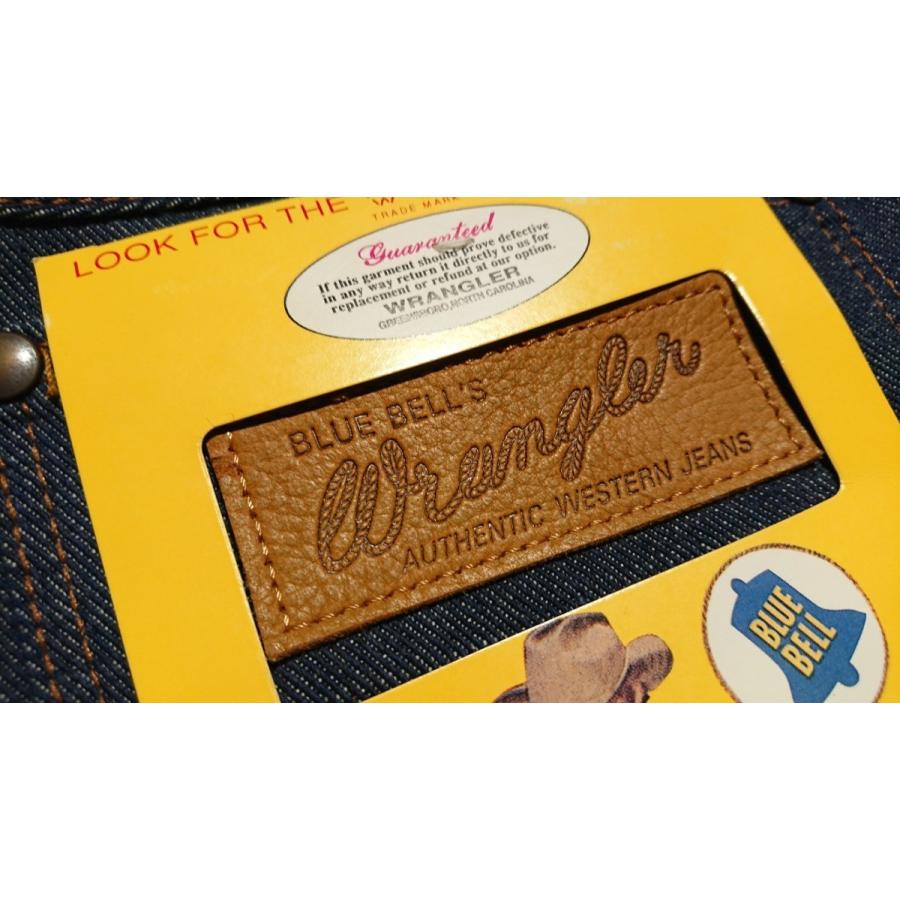 LOOK FOR THE W
TRADE MARK
Guaranteed
If this garment should prove defective
in any way return it directly to us for
replacement or refund at our option.
WRANGLER
GREENSBORO, NORTH CAROLINA
BLUE BELL'S
Wrangler
AUTHENTIC WESTERN JEANS
BLUE
BELL